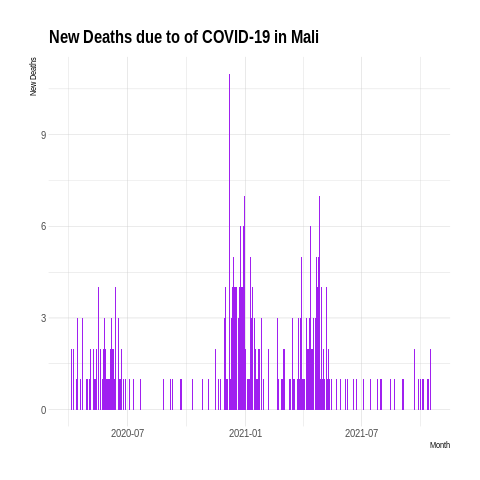 New Deaths due to of COVID-19 in Mali
New Deaths
9
6
3
0
2020-07
2021-01
2021-07
Month